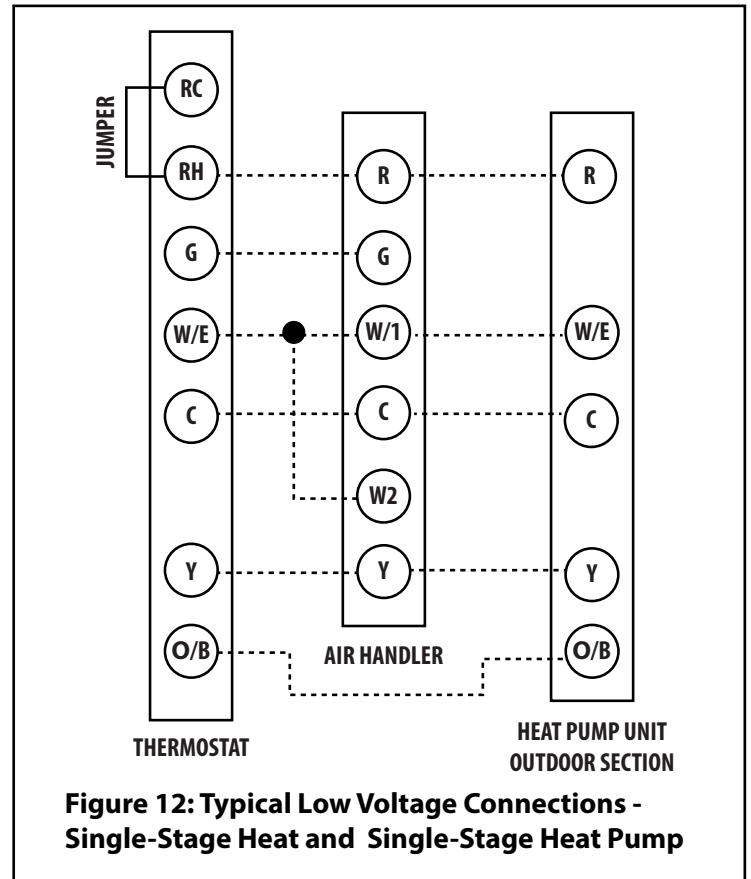 RC
JUMPER
RH R R
G G
W/E W/1 W/E
C C C
W2
Y Y Y
O/B O/B
AIR HANDLER
THERMOSTAT
HEAT PUMP UNIT
OUTDOOR SECTION
Figure 12: Typical Low Voltage Connections -
Single-Stage Heat and Single-Stage Heat Pump